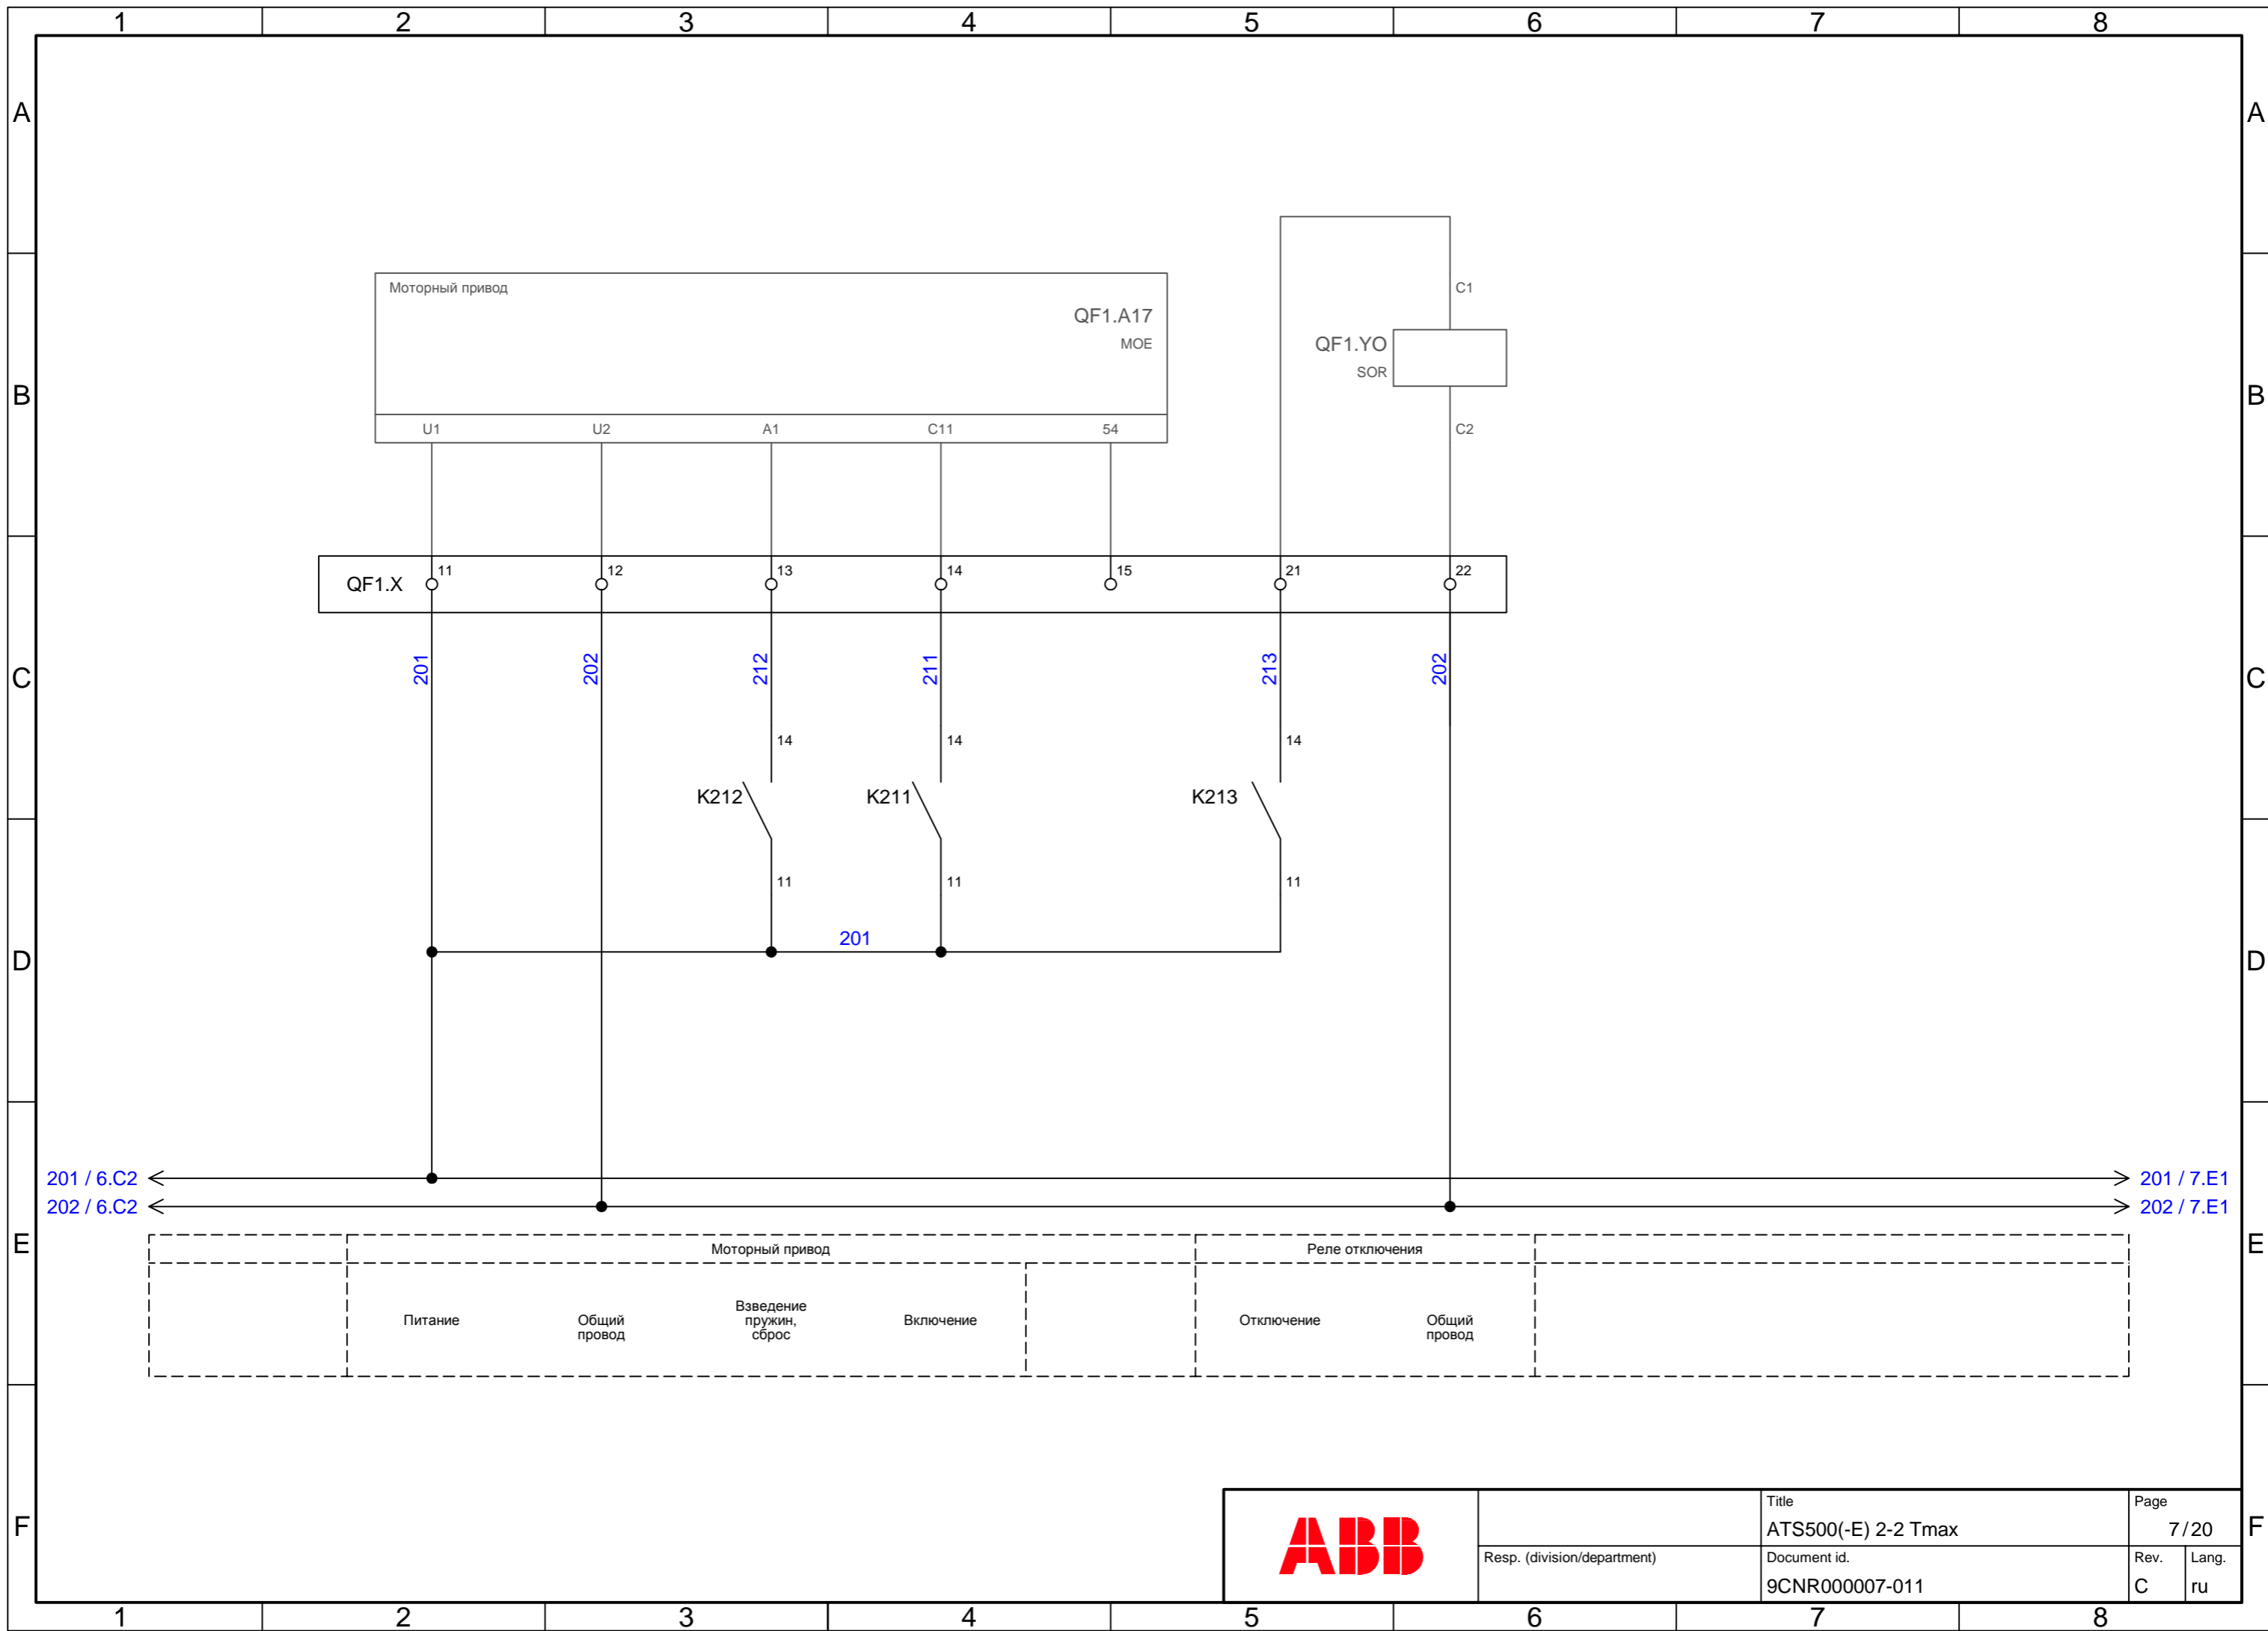 1 2 3 4 5 6 7 8
A A
C1
Моторный привод
QF1.A17
MOE
QF1.YO
SOR
B B
U1 U2 A1 C11 54 C2
QF1.X 11 12 13 14 15 21 22
201 202 212 211 213 202
C C
14 14 14
K212 K211 K213
11 11 11
201
D D
201 / 6.C2 201 / 7.E1
202 / 6.C2 202 / 7.E1
E E
Моторный привод Реле отключения
Питание Общий провод Взведение пружин, сброс Включение Отключение Общий провод
F F
ABB
Title
ATS500(-E) 2-2 Tmax
Page
7/20
Resp. (division/department)
Document id.
9CNR000007-011
Rev.
C
Lang.
ru
1 2 3 4 5 6 7 8